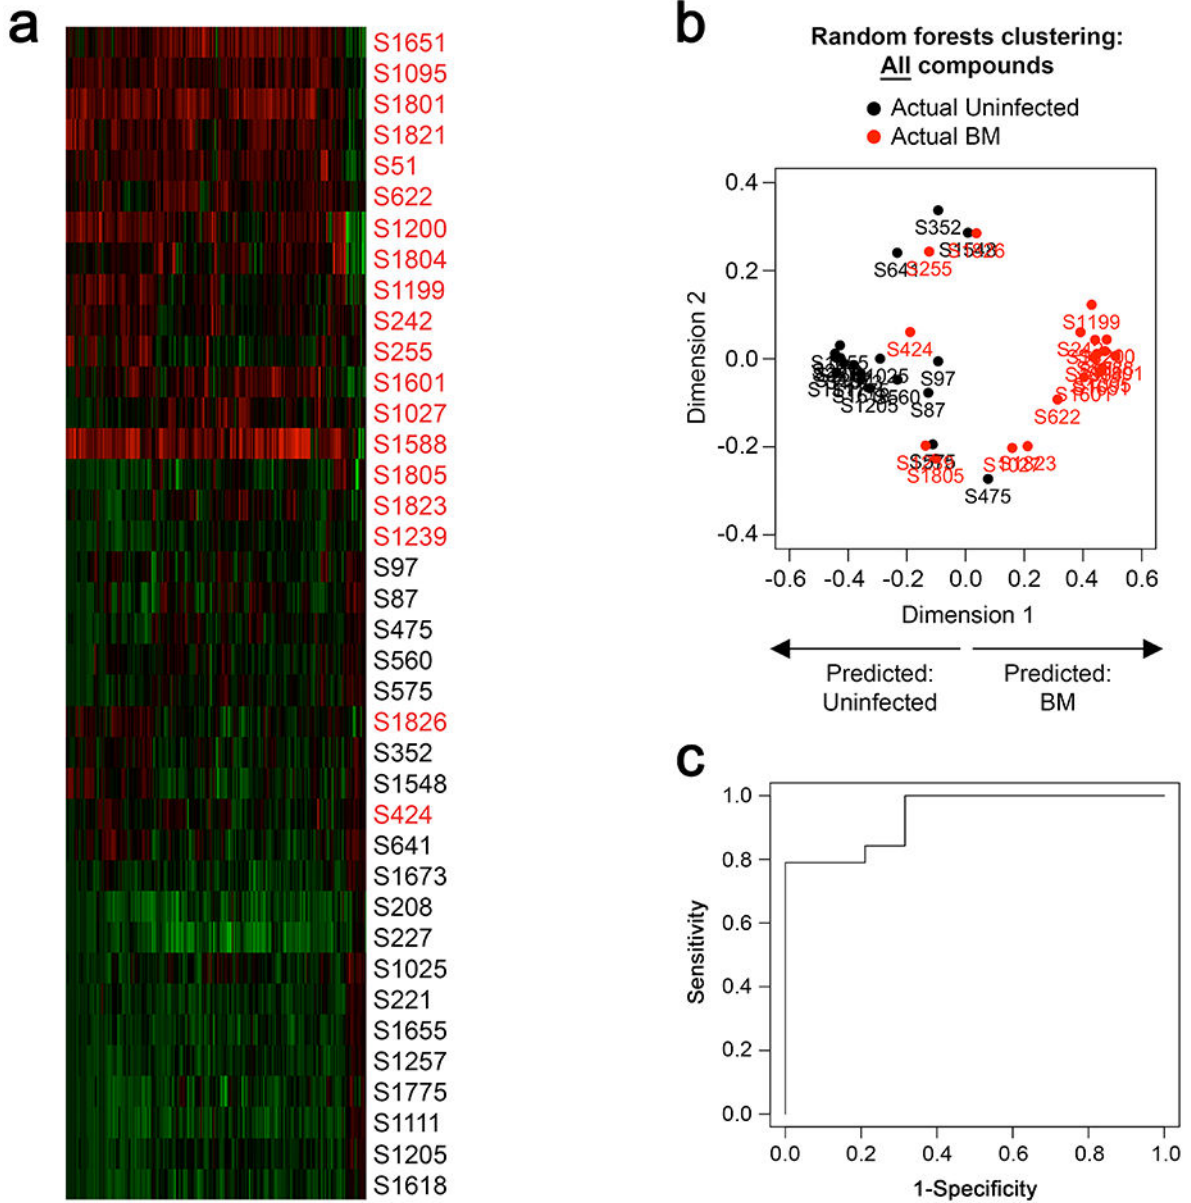 a
S1651
S1095
S1801
S1821
S51
S622
S1200
S1804
S1199
S242
S255
S1601
S1027
S1588
S1805
S1823
S1239
S97
S87
S475
S560
S575
S1826
S352
S1548
S424
S641
S1673
S208
S227
S1025
S221
S1655
S1257
S1775
S1111
S1205
S1618
b
Random forests clustering:
All compounds
Actual Uninfected
Actual BM
Dimension 2
0.4
0.2
0.0
-0.2
-0.4
S352
S1548
S641
S255
S424
S1199
S97
S1205
S560
S87
S622
S575
S1805
S1027
S1823
S475
-0.6 -0.4 -0.2 0.0 0.2 0.4 0.6
Dimension 1
Predicted:
Uninfected
Predicted:
BM
c
Sensitivity
1.0
0.8
0.6
0.4
0.2
0.0
0.0 0.2 0.4 0.6 0.8 1.0
1-Specificity